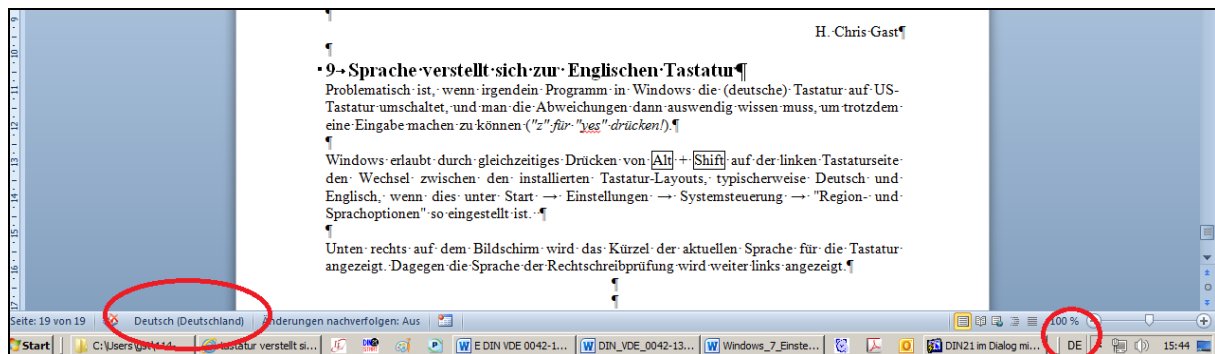 H. Chris Gast¶
¶
9→ Sprache verstellt sich zur Englischen Tastatur¶
Problematisch ist, wenn irgendein Programm in Windows die (deutsche) Tastatur auf US-
Tastatur umschaltet, und man die Abweichungen dann auswendig wissen muss, um trotzdem
eine Eingabe machen zu können ("z" für "yes" drücken!).¶
¶
Windows erlaubt durch gleichzeitiges Drücken von Alt + Shift auf der linken Tastaturseite
den Wechsel zwischen den installierten Tastatur-Layouts, typischerweise Deutsch und
Englisch, wenn dies unter Start → Einstellungen → Systemsteuerung → "Region- und
Sprachoptionen" so eingestellt ist. ¶
¶
Unten rechts auf dem Bildschirm wird das Kürzel der aktuellen Sprache für die Tastatur
angezeigt. Dagegen die Sprache der Rechtschreibprüfung wird weiter links angezeigt.¶
¶
¶
Seite: 19 von 19 Deutsch (Deutschland) Änderungen nachverfolgen: Aus 100 %
Start C:\Users\gst\114- tastatur verstellt si... E DIN VDE 0042-1... DIN_VDE_0042-13... Windows_7_Einste... DIN21 im Dialog mi... DE 15:44